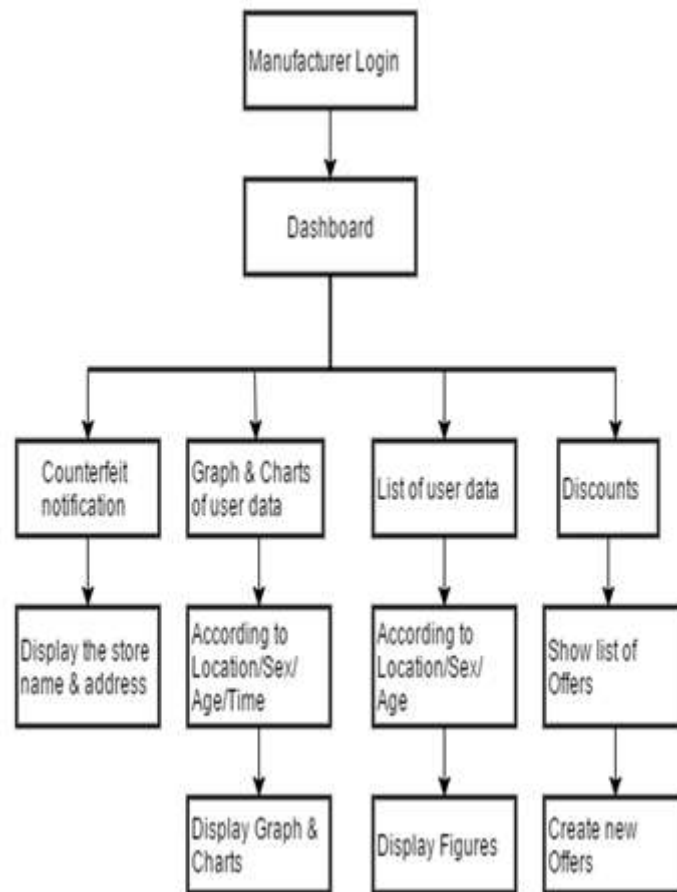 Manufacturer Login
Dashboard
Counterfeit
notification
Graph & Charts
of user data
List of user data
Discounts
Display the store
name & address
According to
Location/Sex/
Age/Time
According to
Location/Sex/
Age
Show list of
Offers
Display Graph &
Charts
Display Figures
Create new
Offers